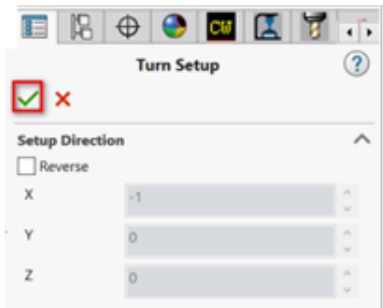 CW
Turn Setup
?
Setup Direction
Reverse
X -1
Y 0
Z 0